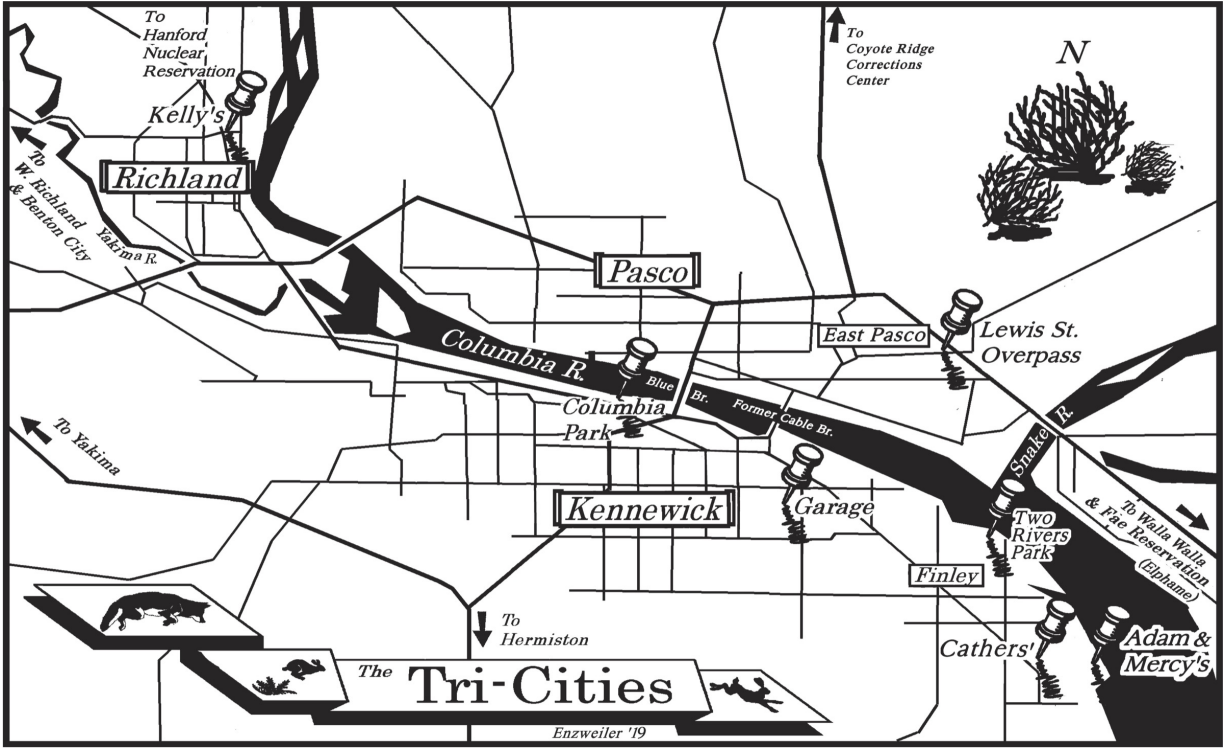 To
Hanford
Nuclear
Reservation
Kelly's
Richland
To
W. Richland
& Benton City
Yakima R.
To
Coyote Ridge
Corrections
Center
N
Pasco
East Pasco
Lewis St.
Overpass
Columbia R.
Blue
Br.
Former Cable Br.
Columbia
Park
Snake R.
To Yakima
Kennewick
Garage
Two
Rivers
Park
To Walla Walla
& Fae Reservation
(Elphame)
Finley
Cathers'
Adam &
Mercy's
To
Hermiston
The Tri-Cities
Enzweiler '19